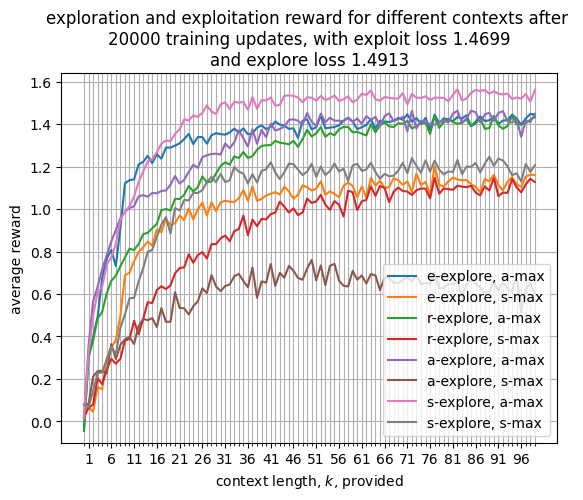 exploration and exploitation reward for different contexts after
20000 training updates, with exploit loss 1.4699
and explore loss 1.4913
1.6
1.4
1.2
1.0
0.8
0.6
0.4
0.2
0.0
average reward
e-explore, a-max
e-explore, s-max
r-explore, a-max
r-explore, s-max
a-explore, a-max
a-explore, s-max
s-explore, a-max
s-explore, s-max
1 6 11 16 21 26 31 36 41 46 51 56 61 66 71 76 81 86 91 96
context length, k, provided